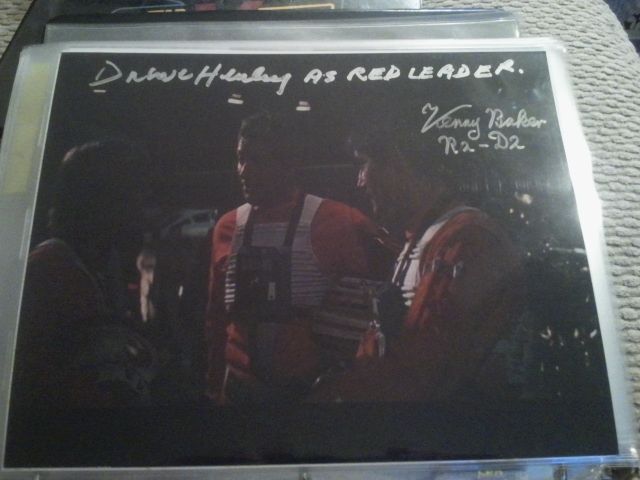 Drewe Henley AS RED LEADER.
Kenny Baker
R2-D2